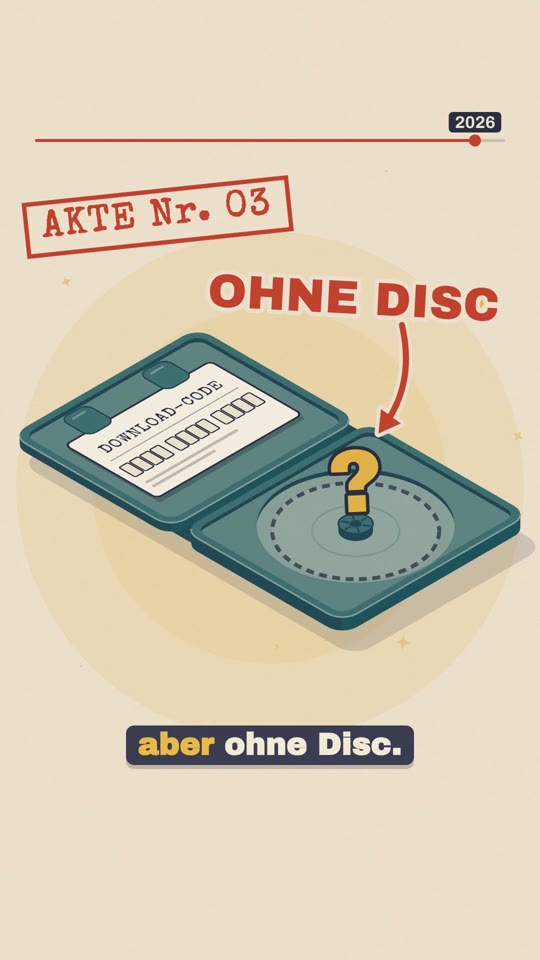 2026
AKTE Nr. 03
OHNE DISC
DOWNLOAD-CODE
?
aber ohne Disc.